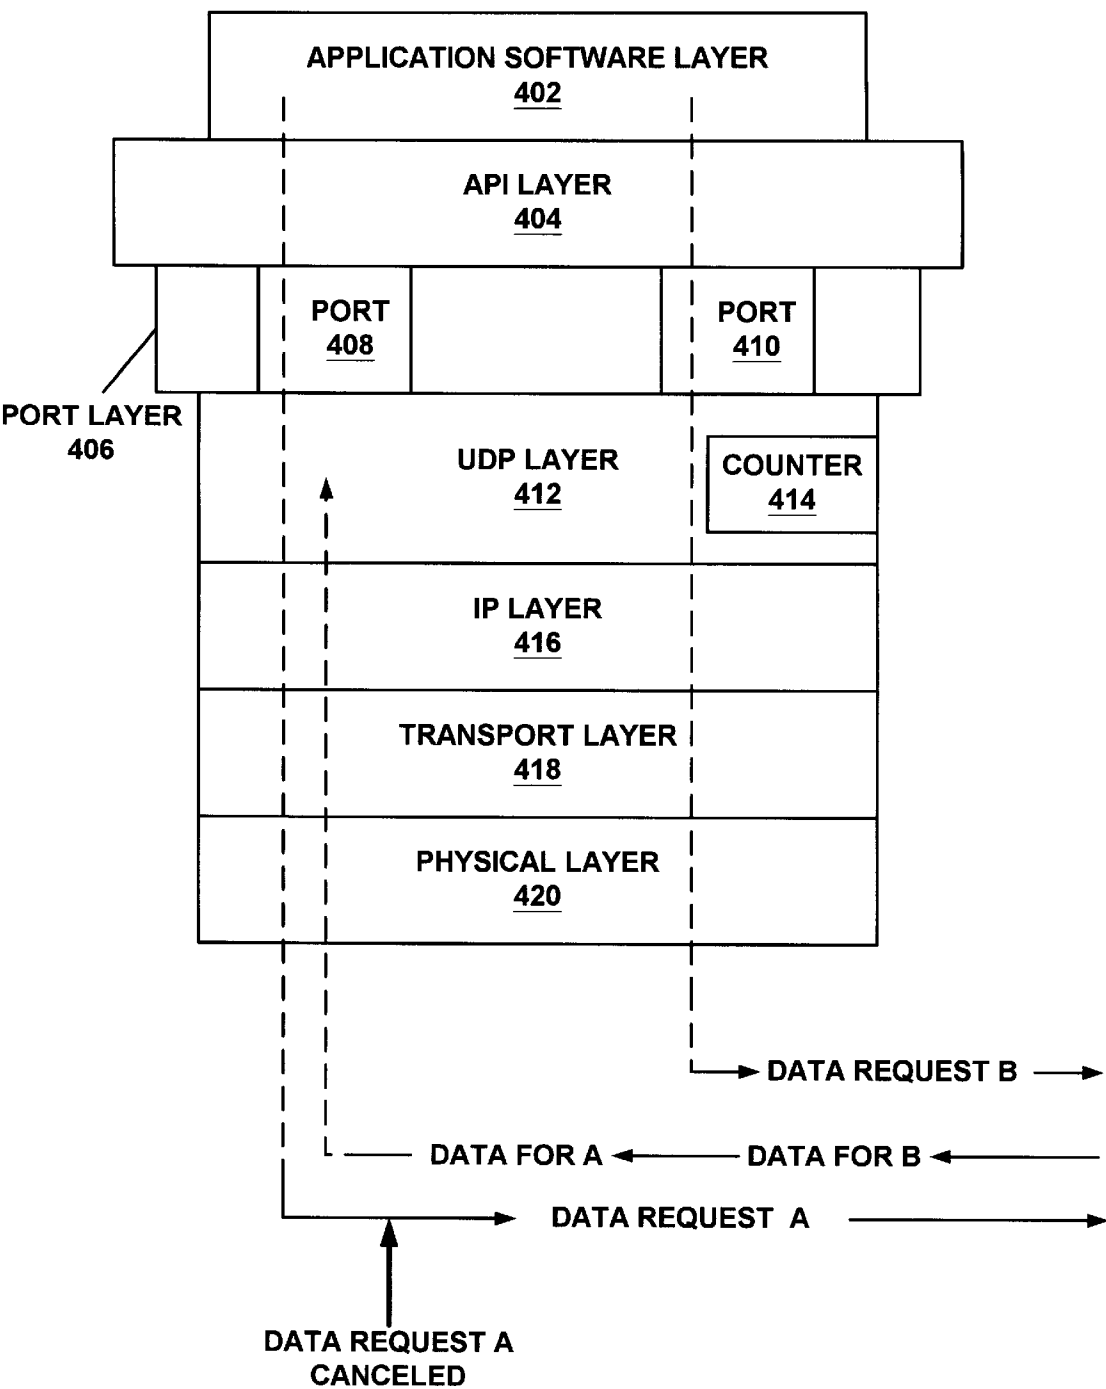 APPLICATION SOFTWARE LAYER
402
API LAYER
404
PORT
408
PORT
410
PORT LAYER
406
UDP LAYER
412
COUNTER
414
IP LAYER
416
TRANSPORT LAYER
418
PHYSICAL LAYER
420
DATA REQUEST B
DATA FOR A
DATA FOR B
DATA REQUEST A
DATA REQUEST A
CANCELED